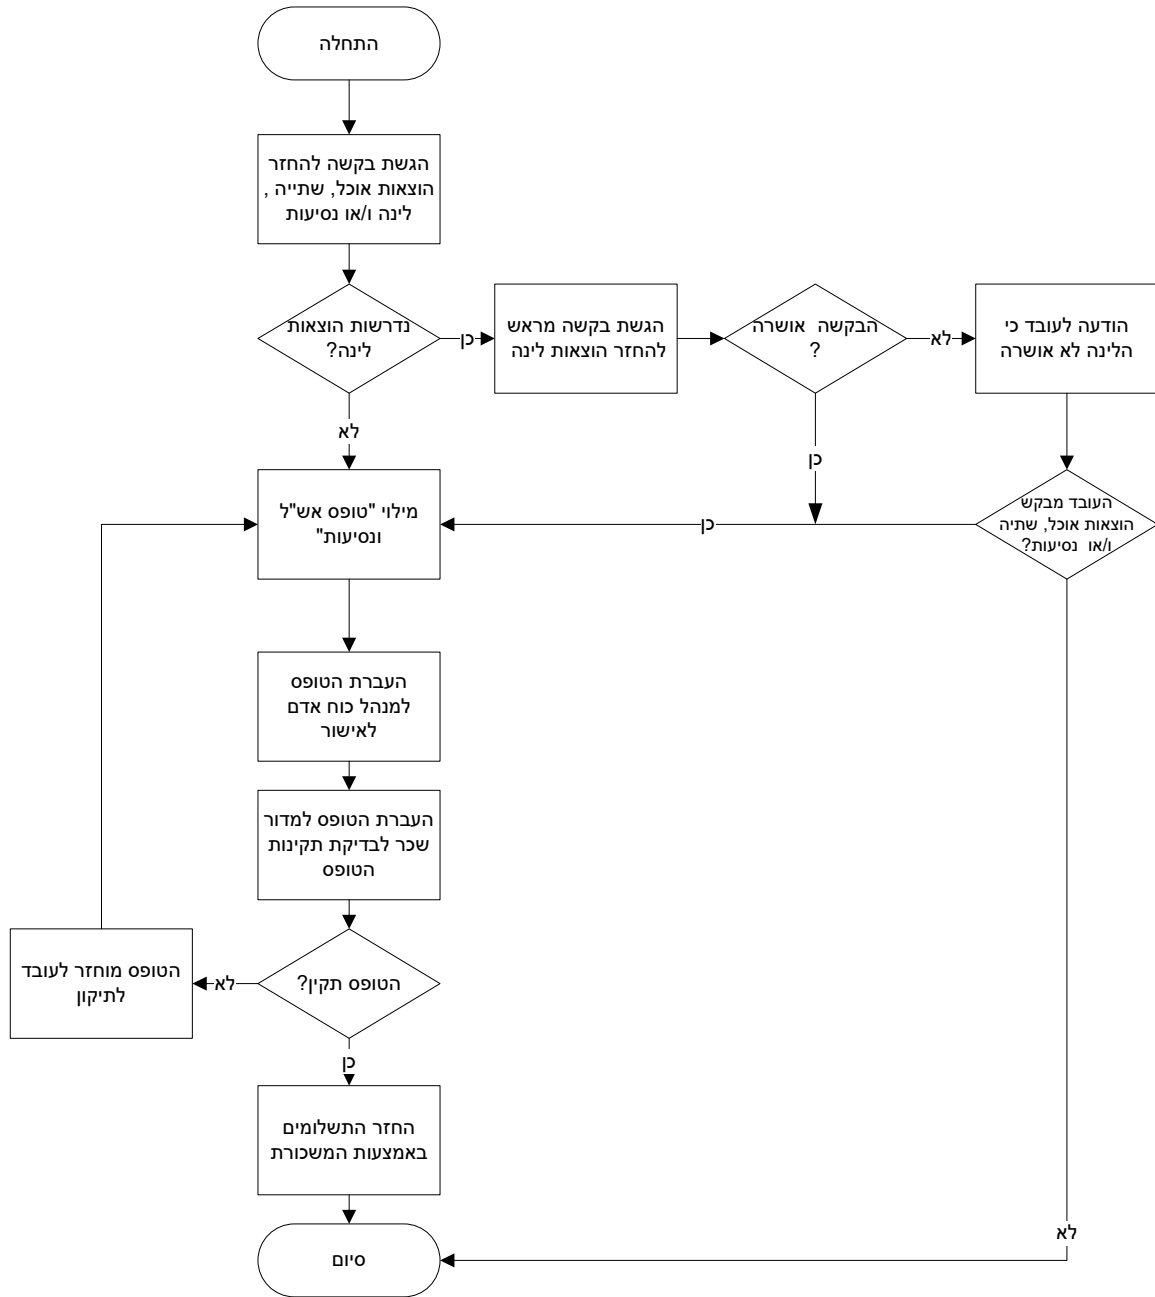 התחלה
הגשת בקשה להחזר
הוצאות אוכל, שתייה ,
לינה ו/או נסיעות
נדרשות הוצאות
לינה?
כן
הגשת בקשה מראש
להחזר הוצאות לינה
הבקשה אושרה
?
לא
הודעה לעובד כי
הלינה לא אושרה
לא
כן
העובד מבקש
הוצאות אוכל, שתיה
ו/או נסיעות?
כן
מילוי "טופס אש"ל
ונסיעות"
העברת הטופס
למנהל כוח אדם
לאישור
העברת הטופס למדור
שכר לבדיקת תקינות
הטופס
הטופס תקין?
לא
הטופס מוחזר לעובד
לתיקון
כן
החזר התשלומים
באמצעות המשכורת
לא
סיום